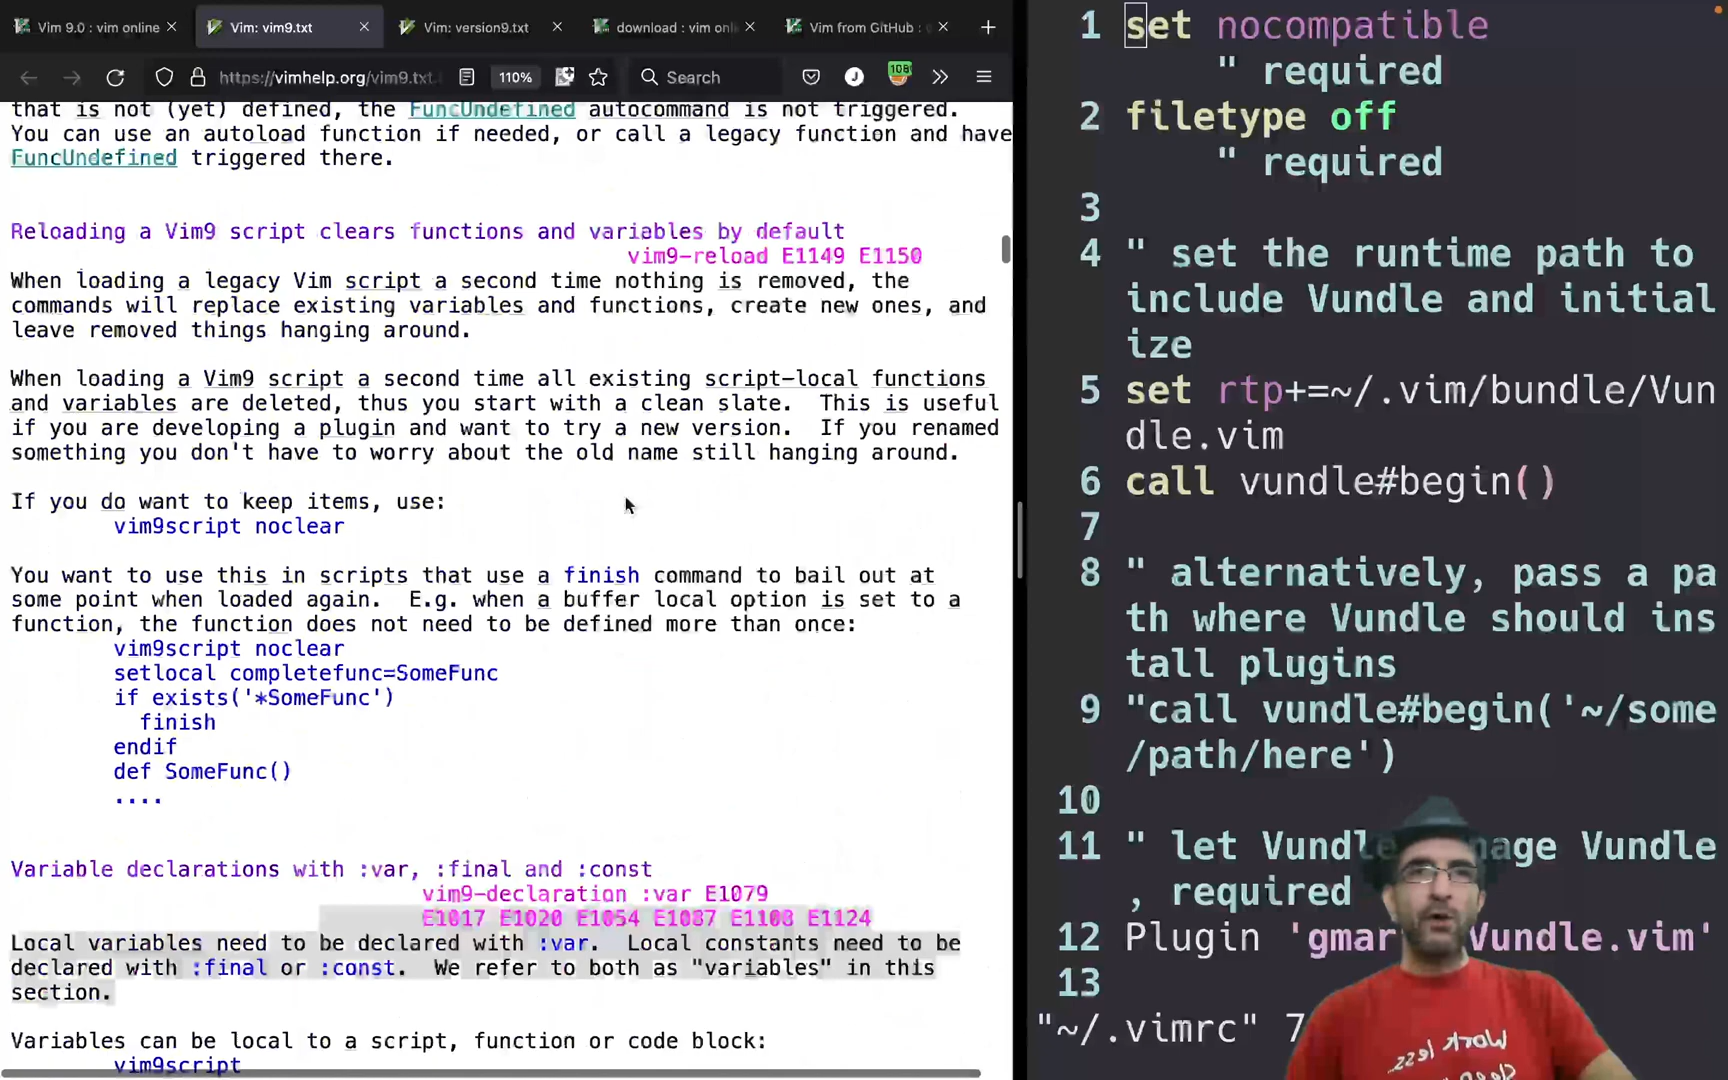 Vim 9.0 : vim online
Vim: vim9.txt
Vim: version9.txt
download : vim onl
Vim from GitHub :
https://vimhelp.org/vim9.txt.
110%
Search
J
108
that is not (yet) defined, the FuncUndefined autocommand is not triggered.
You can use an autoload function if needed, or call a legacy function and have
FuncUndefined triggered there.
Reloading a Vim9 script clears functions and variables by default
vim9-reload E1149 E1150
When loading a legacy Vim script a second time nothing is removed, the
commands will replace existing variables and functions, create new ones, and
leave removed things hanging around.
When loading a Vim9 script a second time all existing script-local functions
and variables are deleted, thus you start with a clean slate.  This is useful
if you are developing a plugin and want to try a new version.  If you renamed
something you don't have to worry about the old name still hanging around.
If you do want to keep items, use:
vim9script noclear
You want to use this in scripts that use a finish command to bail out at
some point when loaded again.  E.g. when a buffer local option is set to a
function, the function does not need to be defined more than once:
vim9script noclear
setlocal completefunc=SomeFunc
if exists('*SomeFunc')
finish
endif
def SomeFunc()
....
Variable declarations with :var, :final and :const
vim9-declaration :var E1079
E1017 E1020 E1054 E1087 E1108 E1124
Local variables need to be declared with :var.  Local constants need to be
declared with :final or :const.  We refer to both as "variables" in this
section.
Variables can be local to a script, function or code block:
vim9script
1 set nocompatible
" required
2 filetype off
" required
3
4 " set the runtime path to
include Vundle and initial
ize
5 set rtp+=~/.vim/bundle/Vun
dle.vim
6 call vundle#begin()
7
8 " alternatively, pass a pa
th where Vundle should ins
tall plugins
9 "call vundle#begin('~/some
/path/here')
10
11 " let Vundle manage Vundle
, required
12 Plugin 'gmar Vundle.vim'
13
"~/.vimrc" 7